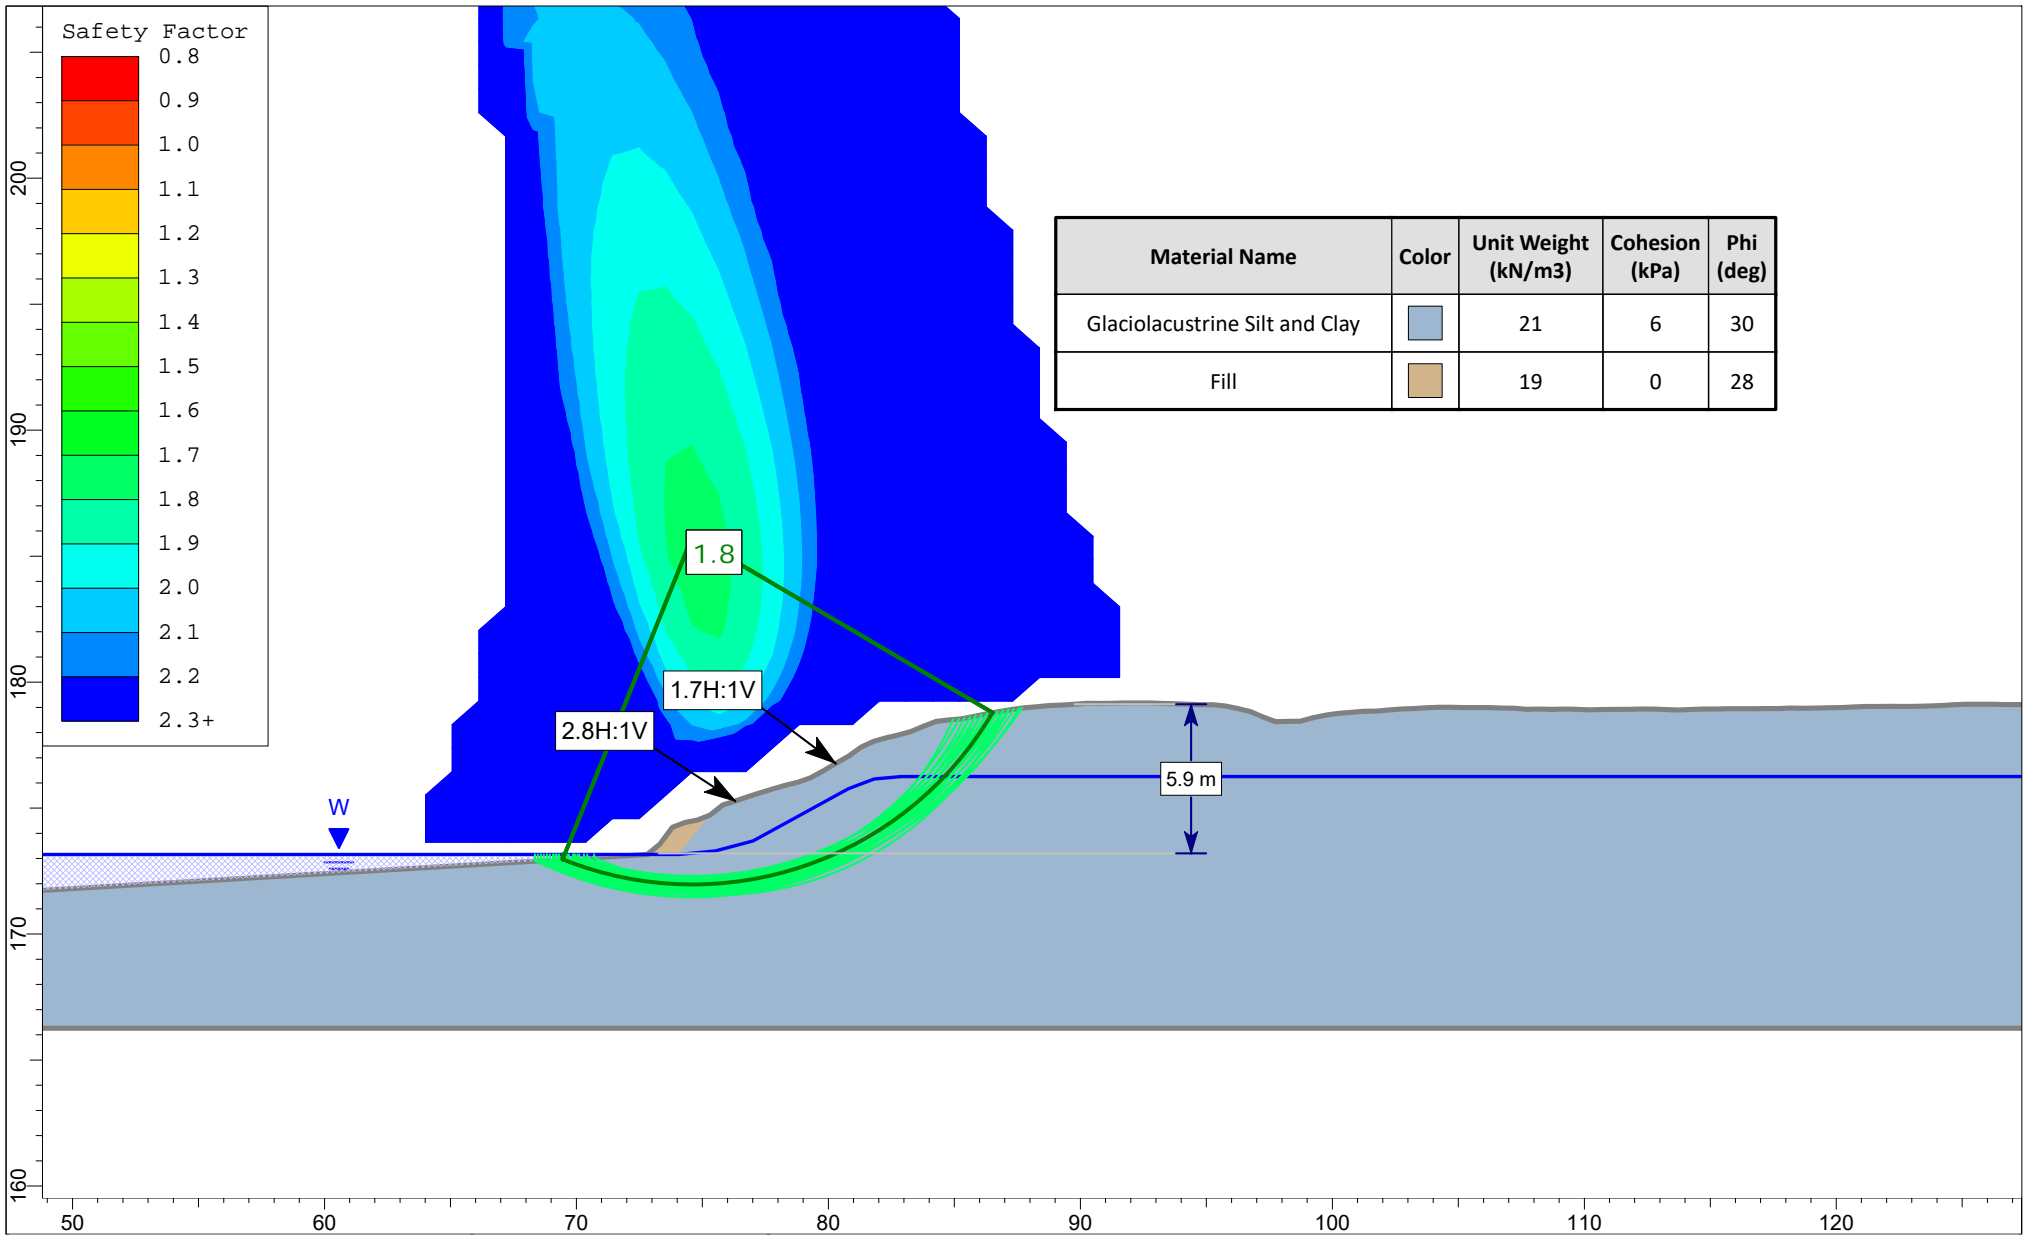 Safety Factor
0.8
0.9
1.0
1.1
1.2
1.3
1.4
1.5
1.6
1.7
1.8
1.9
2.0
2.1
2.2
2.3+
Material Name Color Unit Weight (kN/m3) Cohesion (kPa) Phi (deg)
Glaciolacustrine Silt and Clay 21 6 30
Fill 19 0 28
1.8
1.7H:1V
2.8H:1V
5.9 m
W
200
190
180
170
160
50 60 70 80 90 100 110 120